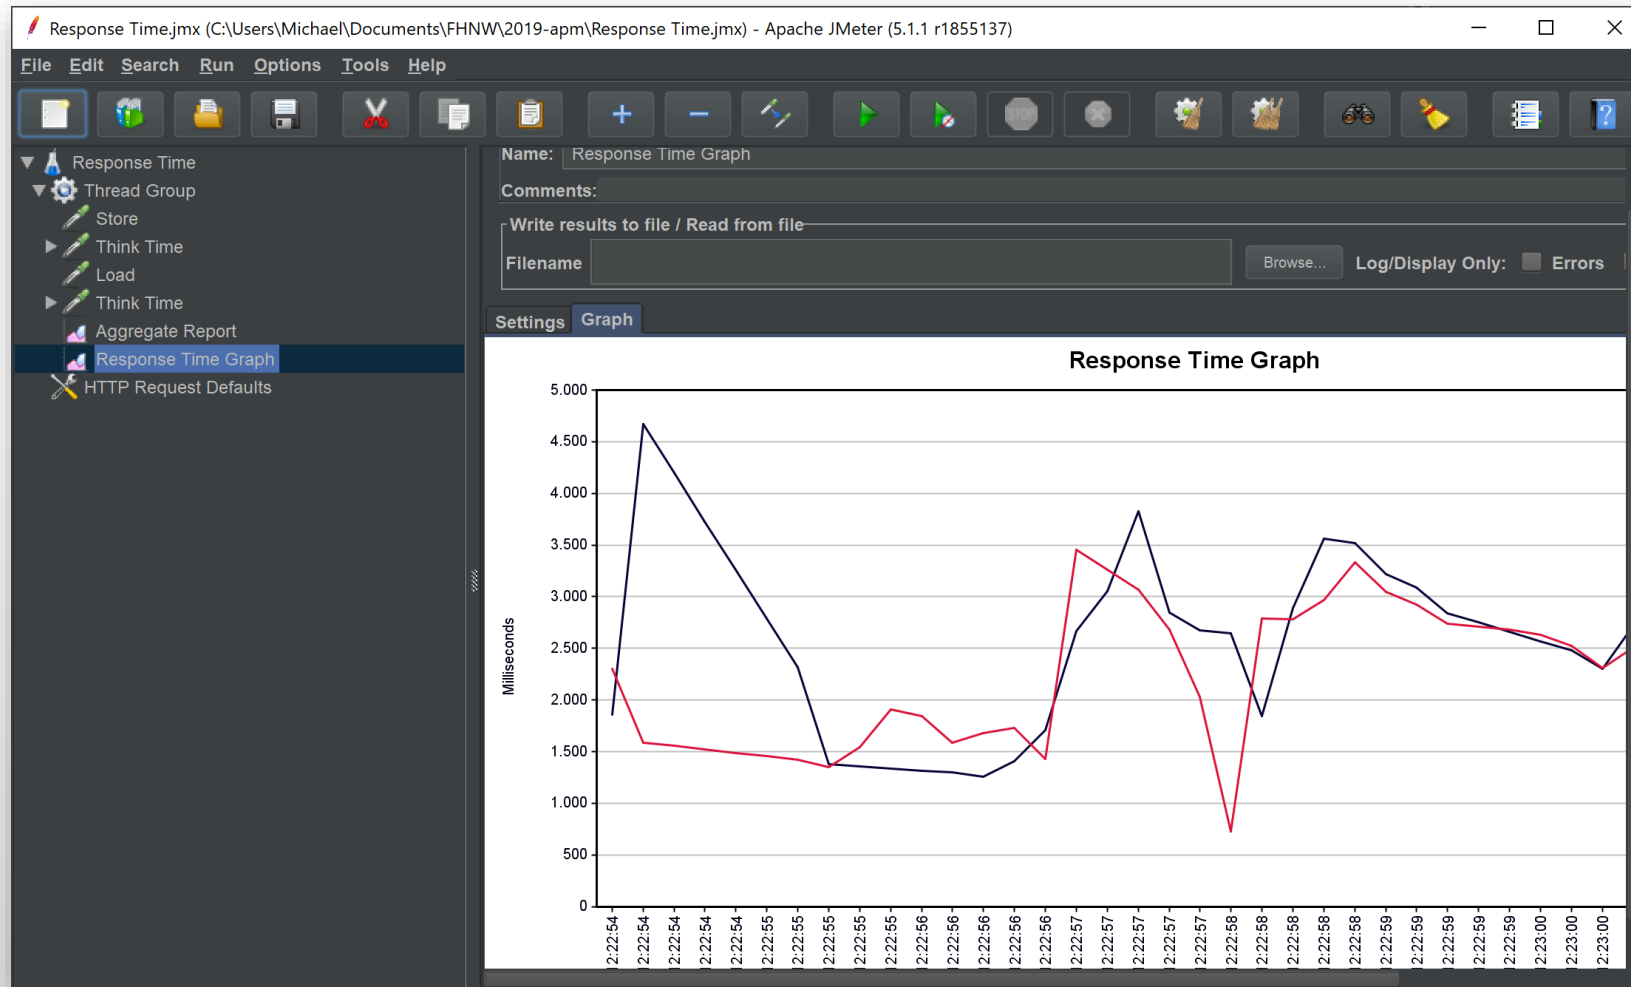 Response Time.jmx (C:\Users\Michael\Documents\FHNW\2019-apm\Response Time.jmx) - Apache JMeter (5.1.1 r1855137)
File Edit Search Run Options Tools Help
STOP
Response Time
Thread Group
Store
Think Time
Load
Think Time
Aggregate Report
Response Time Graph
HTTP Request Defaults
Name: Response Time Graph
Comments:
Write results to file / Read from file
Filename Browse... Log/Display Only: Errors
Settings Graph
Response Time Graph
Milliseconds
5.000
4.500
4.000
3.500
3.000
2.500
2.000
1.500
1.000
500
0
2:22:54
2:22:54
2:22:54
2:22:54
2:22:54
2:22:55
2:22:55
2:22:55
2:22:55
2:22:56
2:22:56
2:22:56
2:22:56
2:22:56
2:22:56
2:22:57
2:22:57
2:22:57
2:22:57
2:22:57
2:22:58
2:22:58
2:22:58
2:22:58
2:22:58
2:22:59
2:22:59
2:22:59
2:22:59
2:22:59
2:23:00
2:23:00
2:23:00